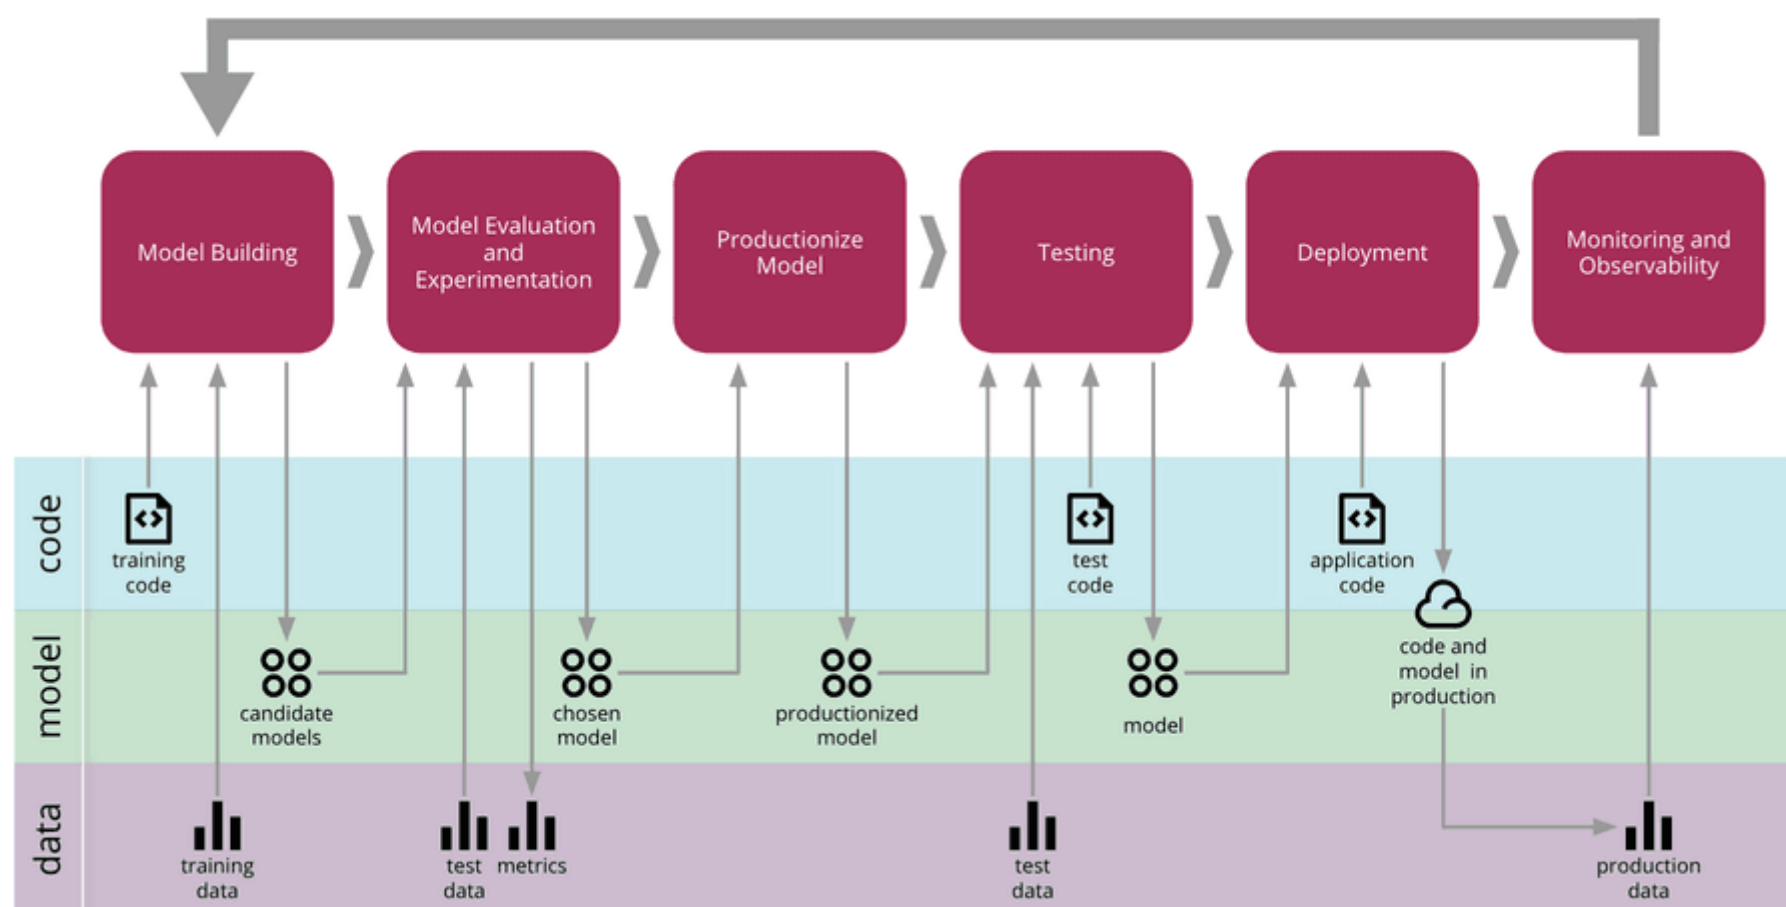 Model Building
Model Evaluation
and
Experimentation
Productionize
Model
Testing
Deployment
Monitoring and
Observability
code
training
code
test
code
application
code
model
candidate
models
chosen
model
productionized
model
model
code and
model in
production
data
training
data
test
data
metrics
test
data
production
data